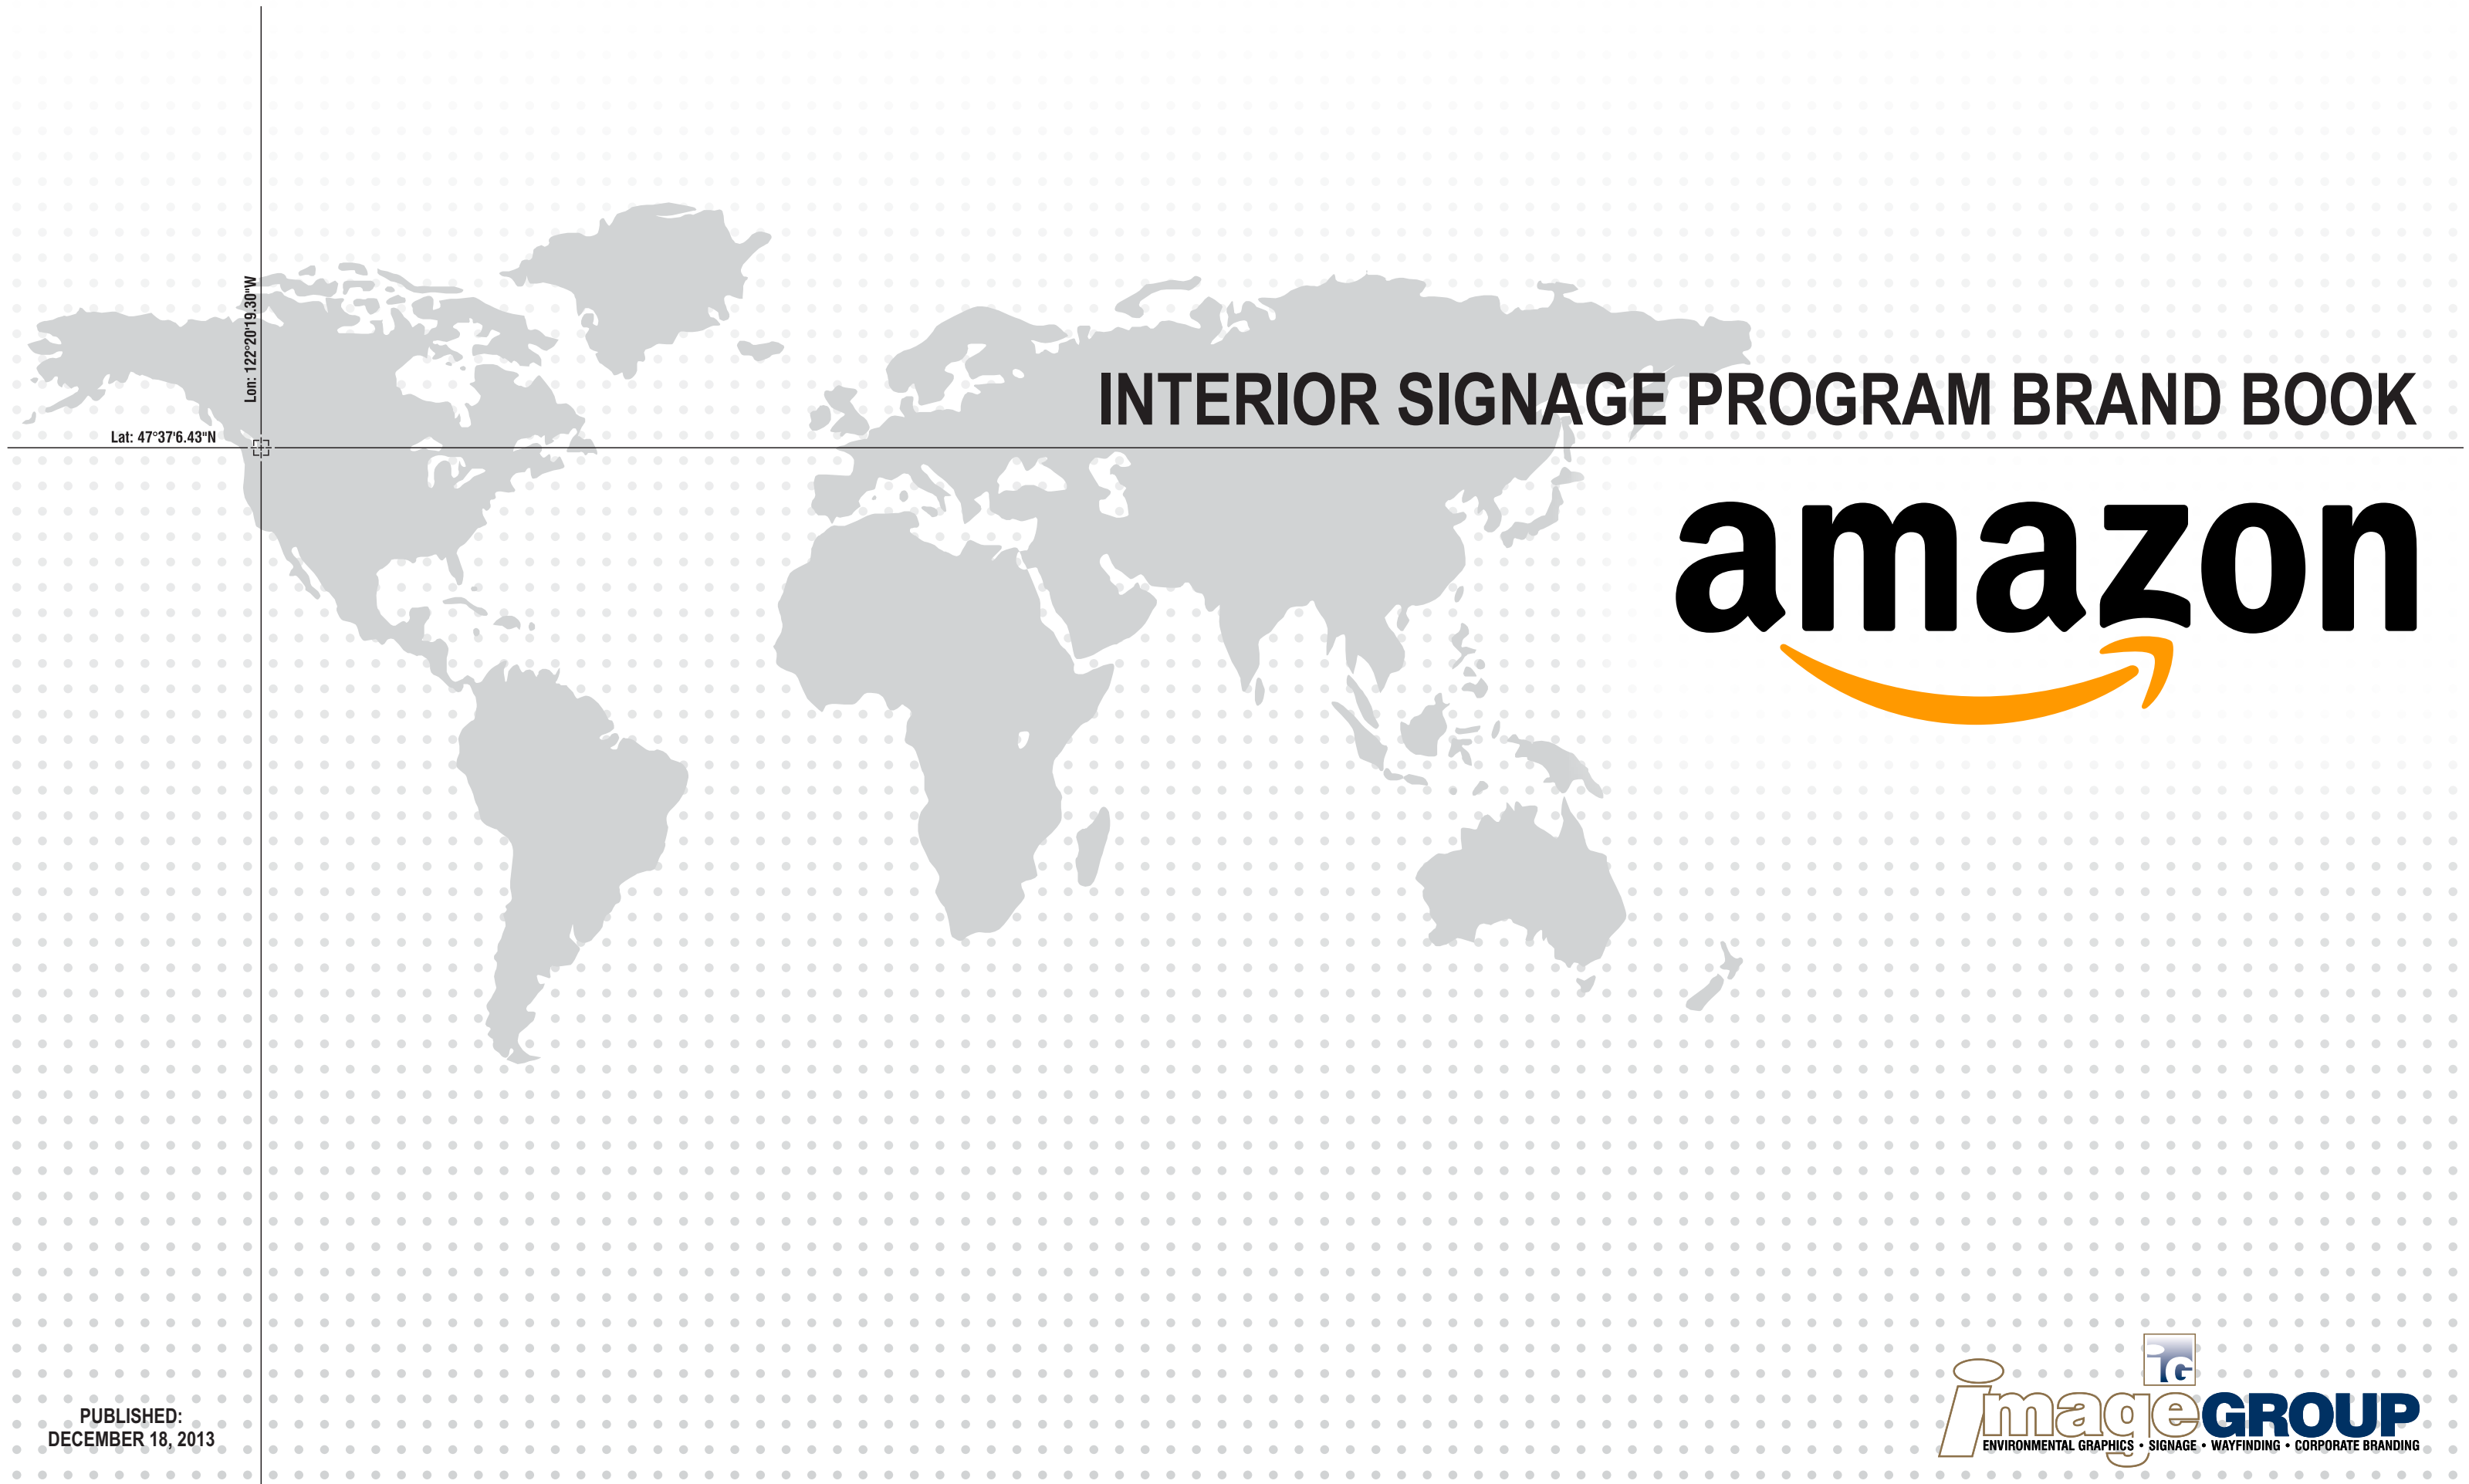 Lon: 122°20'19.30"W
INTERIOR SIGNAGE PROGRAM BRAND BOOK
Lat: 47°37'6.43"N
amazon
PUBLISHED:
DECEMBER 18, 2013
iG
imageGROUP
ENVIRONMENTAL GRAPHICS • SIGNAGE • WAYFINDING • CORPORATE BRANDING